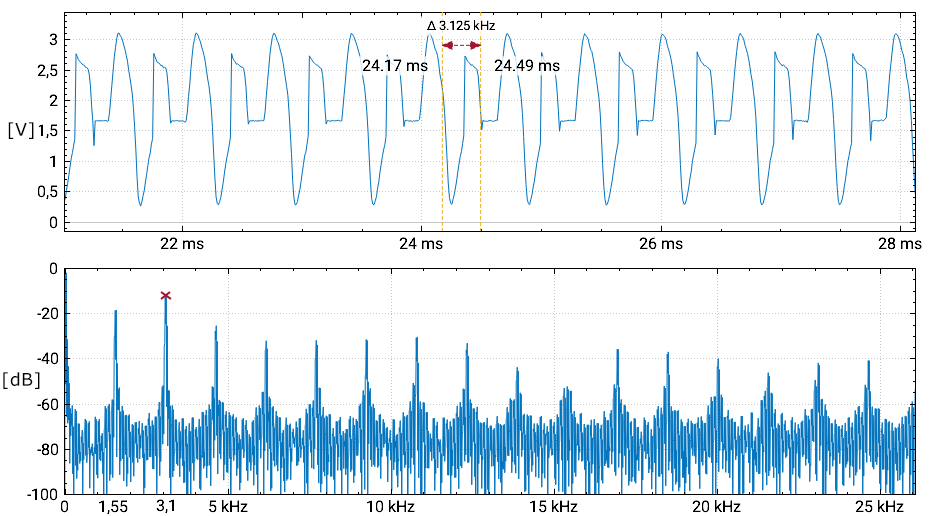 Δ 3.125 kHz
24.17 ms
24.49 ms
3
2,5
2
[V]
1,5
1
0,5
0
22 ms
24 ms
26 ms
28 ms
0
-20
-40
[dB]
-60
-80
-100
0
1,55
3,1
5 kHz
10 kHz
15 kHz
20 kHz
25 kHz